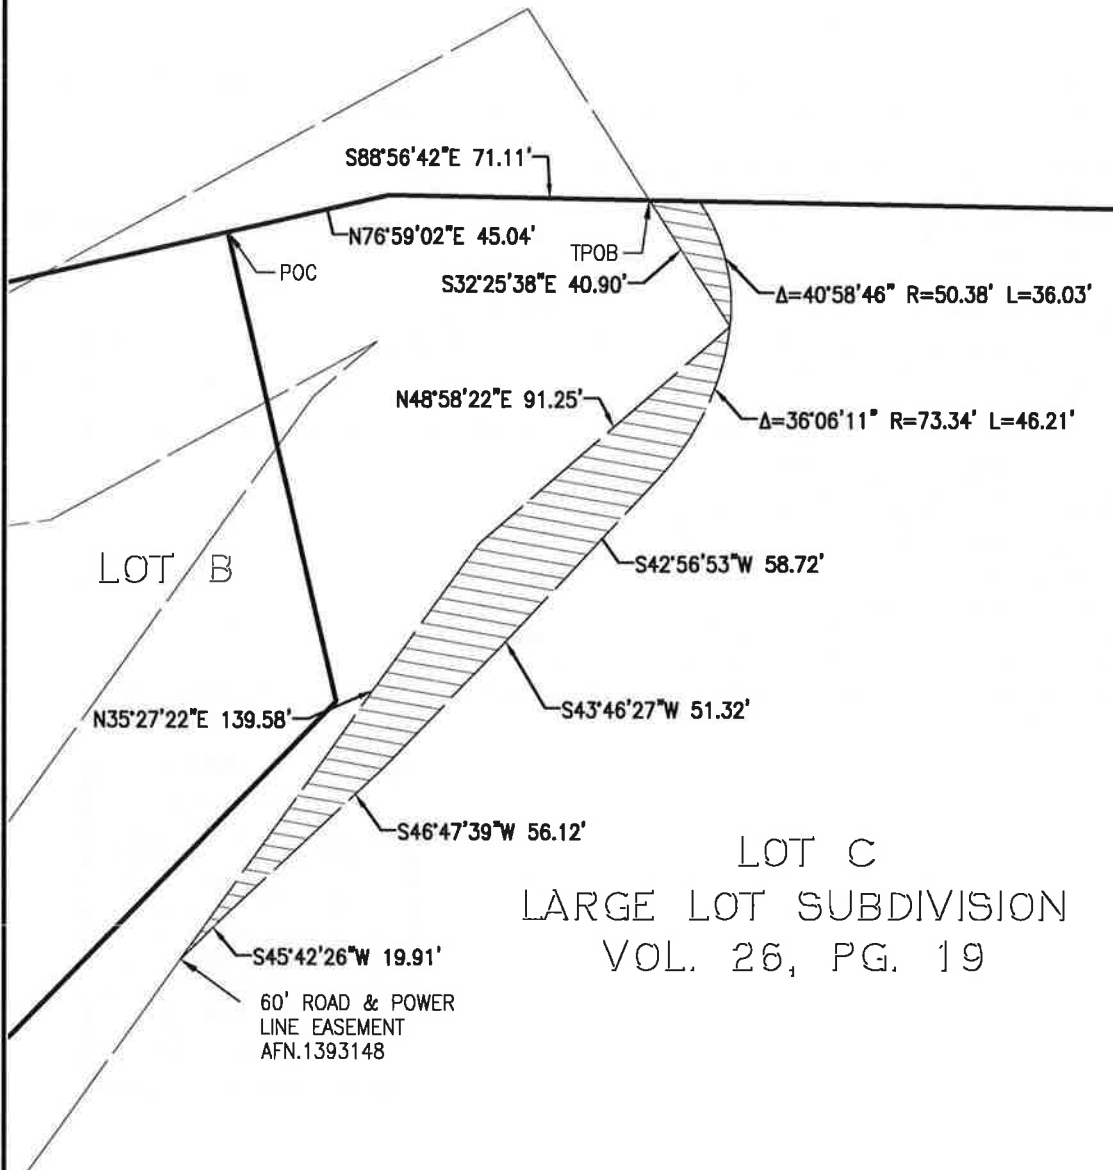 S88°56'42"E 71.11'
N76°59'02"E 45.04'
POC
TPOB
S32°25'38"E 40.90'
Δ=40°58'46" R=50.38' L=36.03'
N48°58'22"E 91.25'
Δ=36°06'11" R=73.34' L=46.21'
LOT B
S42°56'53"W 58.72'
N35°27'22"E 139.58'
S43°46'27"W 51.32'
S46°47'39"W 56.12'
LOT C
LARGE LOT SUBDIVISION
VOL. 26, PG. 19
S45°42'26"W 19.91'
60' ROAD & POWER
LINE EASEMENT
AFN.1393148